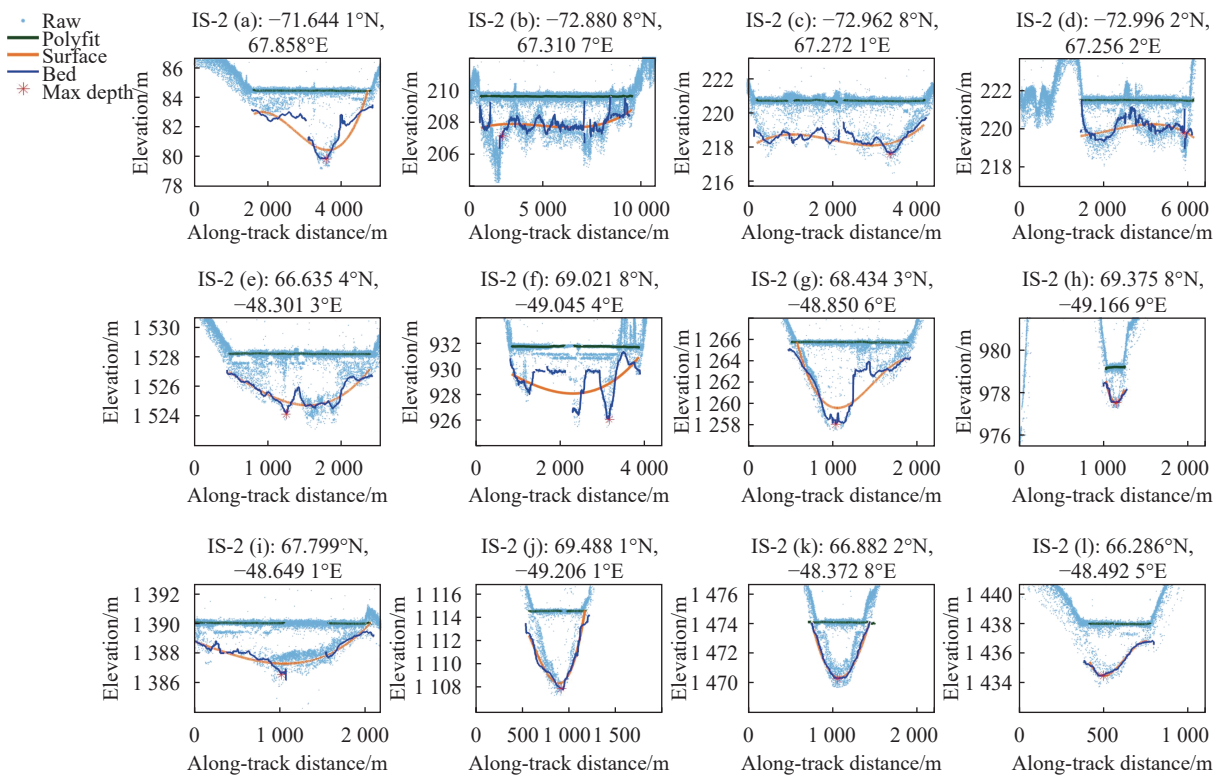 Raw
Polyfit
Surface
Bed
Max depth
IS-2 (a): −71.644 1°N,
67.858°E
Elevation/m
86
84
82
80
78
0 2 000 4 000
Along-track distance/m
IS-2 (b): −72.880 8°N,
67.310 7°E
Elevation/m
210
208
206
0 5 000 10 000
Along-track distance/m
IS-2 (c): −72.962 8°N,
67.272 1°E
Elevation/m
222
220
218
216
0 2 000 4 000
Along-track distance/m
IS-2 (d): −72.996 2°N,
67.256 2°E
Elevation/m
222
220
218
0 2 000 4 000 6 000
Along-track distance/m
IS-2 (e): 66.635 4°N,
−48.301 3°E
Elevation/m
1 530
1 528
1 526
1 524
0 1 000 2 000
Along-track distance/m
IS-2 (f): 69.021 8°N,
−49.045 4°E
Elevation/m
932
930
928
926
0 1 000 2 000 3 000 4 000
Along-track distance/m
IS-2 (g): 68.434 3°N,
−48.850 6°E
Elevation/m
1 266
1 264
1 262
1 260
1 258
0 500 1 000 1 500 2 000
Along-track distance/m
IS-2 (h): 69.375 8°N,
−49.166 9°E
Elevation/m
980
978
976
0 1 000 2 000
Along-track distance/m
IS-2 (i): 67.799°N,
−48.649 1°E
Elevation/m
1 392
1 390
1 388
1 386
0 1 000 2 000
Along-track distance/m
IS-2 (j): 69.488 1°N,
−49.206 1°E
Elevation/m
1 116
1 114
1 112
1 110
1 108
0 500 1 000 1 500
Along-track distance/m
IS-2 (k): 66.882 2°N,
−48.372 8°E
Elevation/m
1 476
1 474
1 472
1 470
0 1 000 2 000
Along-track distance/m
IS-2 (l): 66.286°N,
−48.492 5°E
Elevation/m
1 440
1 438
1 436
1 434
0 500 1 000
Along-track distance/m